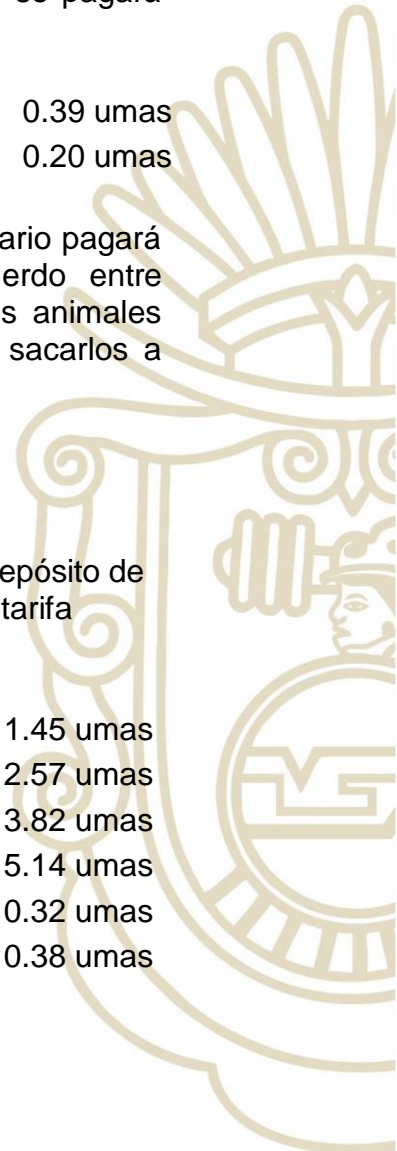 se pagará
0.39 umas
0.20 umas
ario pagará
erdo entre
s animales
sacarlos a
epósito de
tarifa
1.45 umas
2.57 umas
3.82 umas
5.14 umas
0.32 umas
0.38 umas